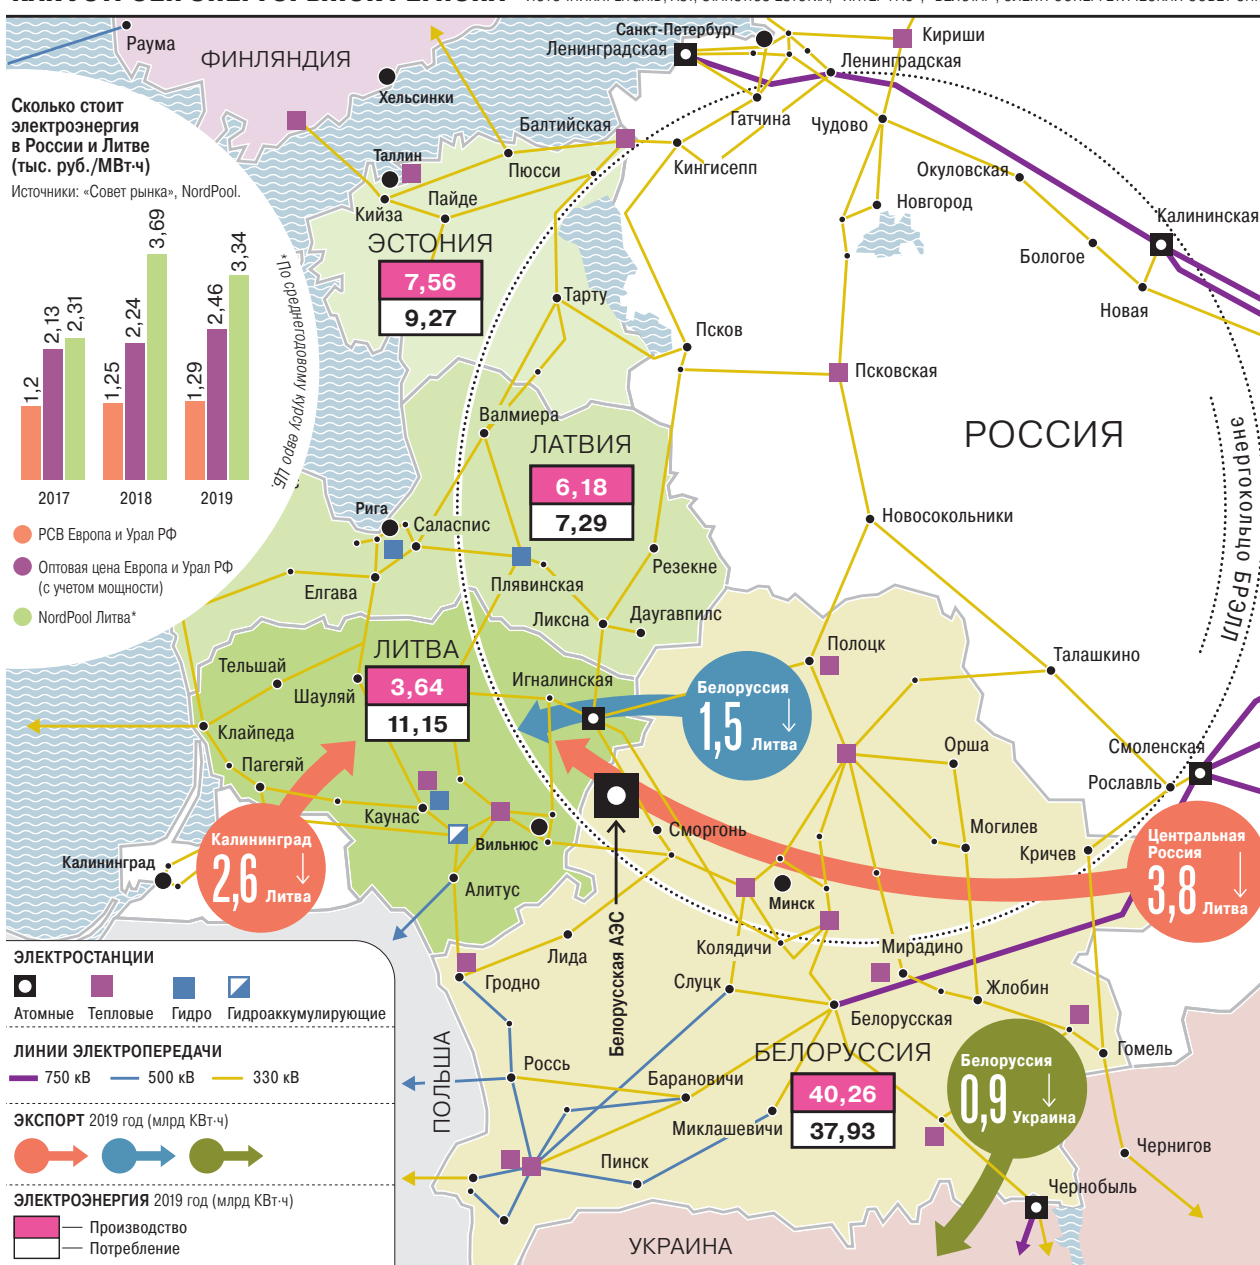 Сколько стоит
электроэнергия
в России и Литве
(тыс. руб./МВт·ч)
Источники: «Совет рынка», NordPool.
1,2
2,13
2,31
1,25
2,24
3,69
1,29
2,46
3,34
2017
2018
2019
*По среднегодовому курсу евро ЦБ.
РСВ Европа и Урал РФ
Оптовая цена Европа и Урал РФ
(с учетом мощности)
NordPool Литва*
Раума
ФИНЛЯНДИЯ
Хельсинки
Санкт-Петербург
Ленинградская
Кириши
Ленинградская
Гатчина
Чудово
Балтийская
Кингисепп
Окуловская
Новгород
Калининская
Бологое
Новая
Таллин
Пюсси
Пайде
Кийза
ЭСТОНИЯ
7,56
9,27
Тарту
Псков
Псковская
РОССИЯ
энергокольцо БРЭЛЛ
Валмиера
ЛАТВИЯ
6,18
7,29
Рига
Саласпис
Новосокольники
Резекне
Плявинская
Елгава
Ликсна
Даугавпилс
ЛИТВА
3,64
11,15
Тельшай
Шауляй
Игналинская
Полоцк
Талашкино
Белоруссия
1,5
Литва
Клайпеда
Пагегяй
Орша
Смоленская
Рославль
Каунас
Вильнюс
Сморгонь
Могилев
Кричев
Калининград
Калининград
2,6
Литва
Центральная
Россия
3,8
Литва
Алитус
Минск
Белорусская АЭС
Колядичи
Мирадино
Лида
Гродно
Слуцк
Жлобин
Белорусская
БЕЛОРУССИЯ
40,26
37,93
Белоруссия
0,9
Украина
Гомель
ПОЛЬША
Россь
Барановичи
Миклашевичи
Пинск
Чернигов
Чернобыль
УКРАИНА
ЭЛЕКТРОСТАНЦИИ
Атомные
Тепловые
Гидро
Гидроаккумулирующие
ЛИНИИ ЭЛЕКТРОПЕРЕДАЧИ
750 кВ
500 кВ
330 кВ
ЭКСПОРТ 2019 год (млрд КВт·ч)
ЭЛЕКТРОЭНЕРГИЯ 2019 год (млрд КВт·ч)
Производство
Потребление